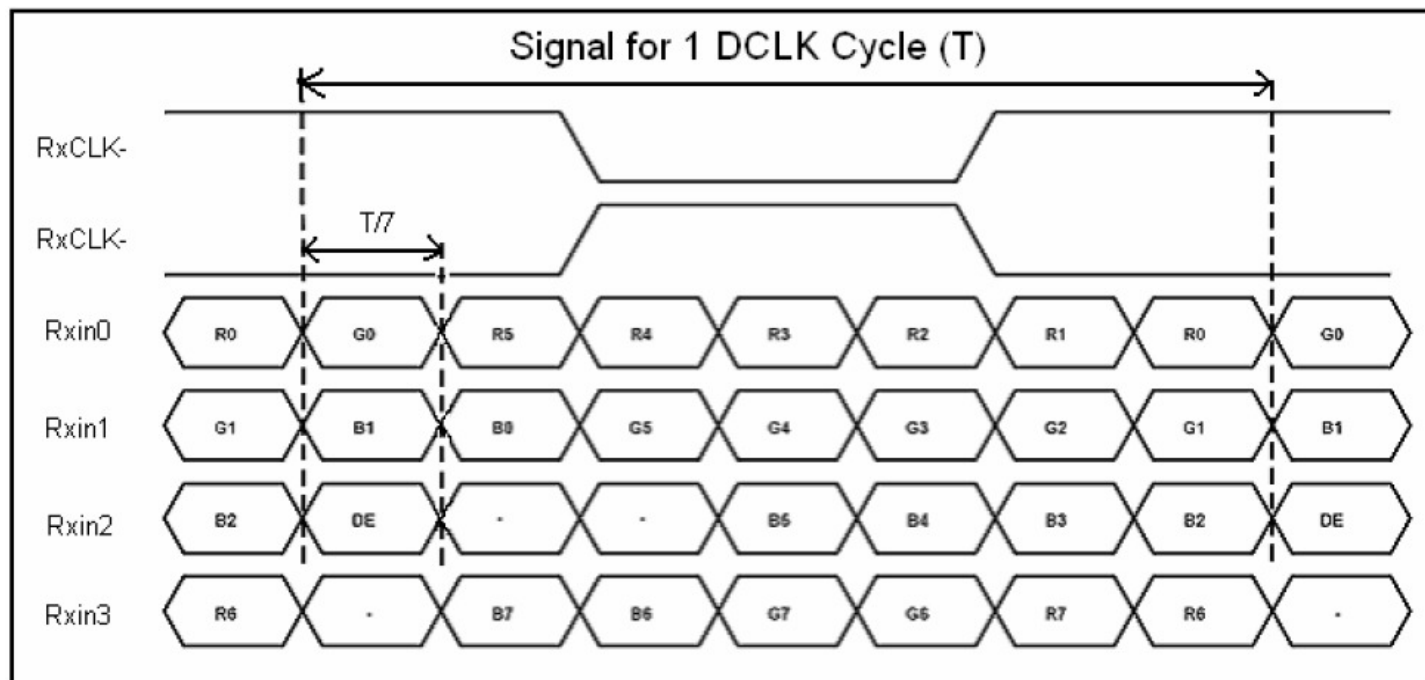 Signal for 1 DCLK Cycle (T)
RxCLK-
T/7
RxCLK-
Rxin0 R0 G0 R5 R4 R3 R2 R1 R0 G0
Rxin1 G1 B1 B0 G5 G4 G3 G2 G1 B1
Rxin2 B2 DE - - B5 B4 B3 B2 DE
Rxin3 R6 - B7 B6 G7 G6 R7 R6 -